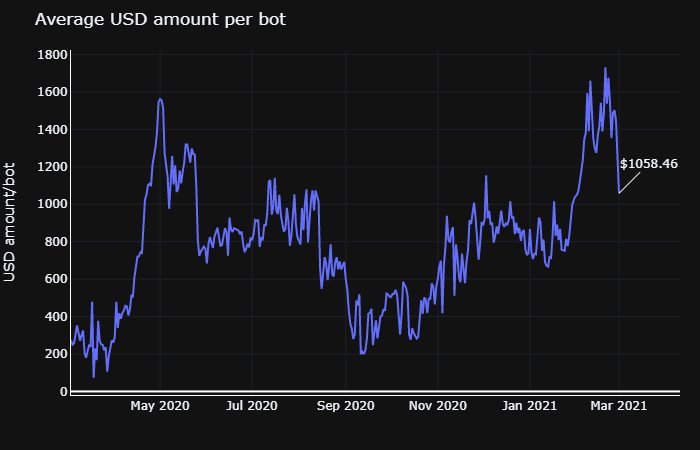 Average USD amount per bot
1800
1600
1400
1200
1000
800
600
400
200
0
USD amount/bot
$1058.46
May 2020
Jul 2020
Sep 2020
Nov 2020
Jan 2021
Mar 2021